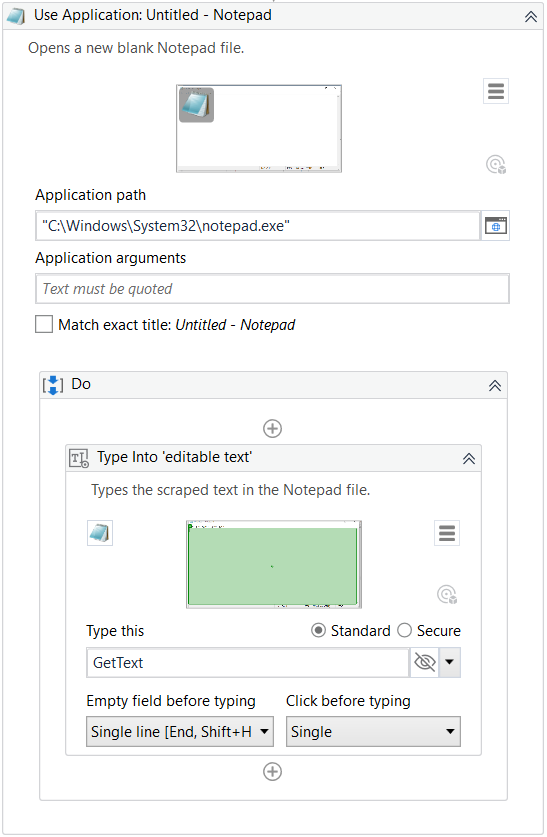 Use Application: Untitled - Notepad
Opens a new blank Notepad file.
Application path
"C:\Windows\System32\notepad.exe"
Application arguments
Text must be quoted
Match exact title: Untitled - Notepad
Do
Type Into 'editable text'
Types the scraped text in the Notepad file.
Type this Standard Secure
GetText
Empty field before typing Click before typing
Single line [End, Shift+H Single